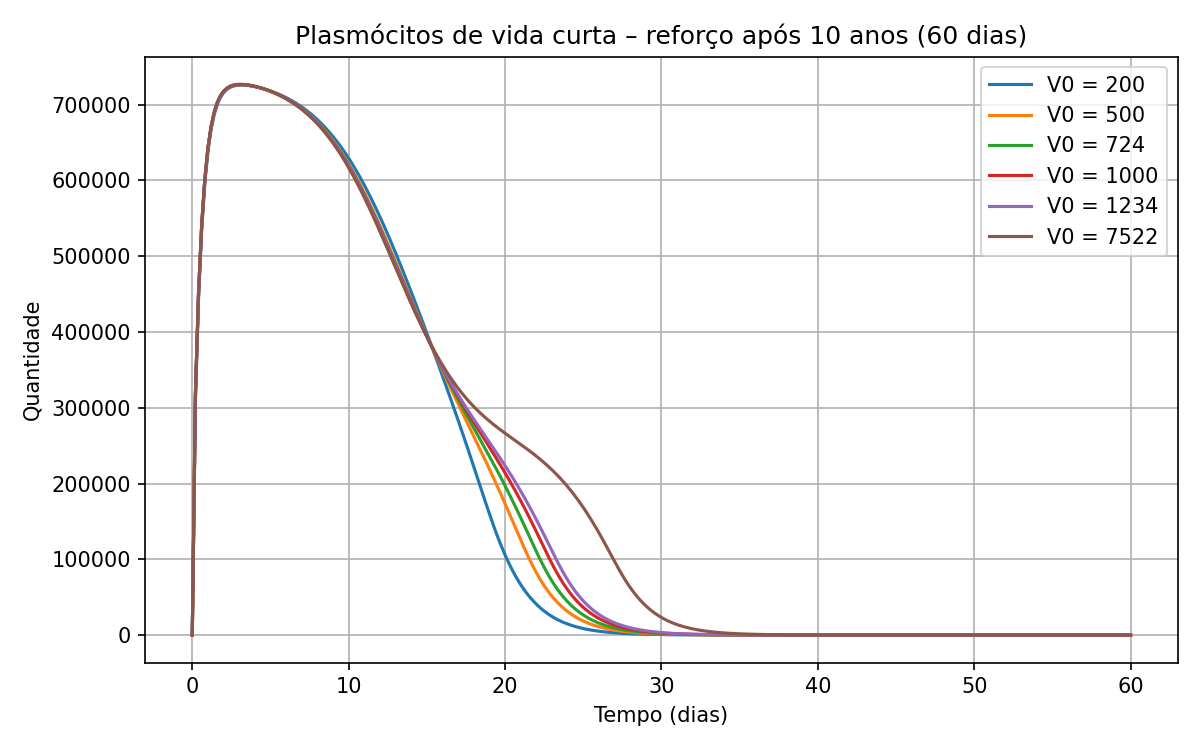 Plasmócitos de vida curta – reforço após 10 anos (60 dias)
V0 = 200
V0 = 500
V0 = 724
V0 = 1000
V0 = 1234
V0 = 7522
Quantidade
700000
600000
500000
400000
300000
200000
100000
0
0 10 20 30 40 50 60
Tempo (dias)